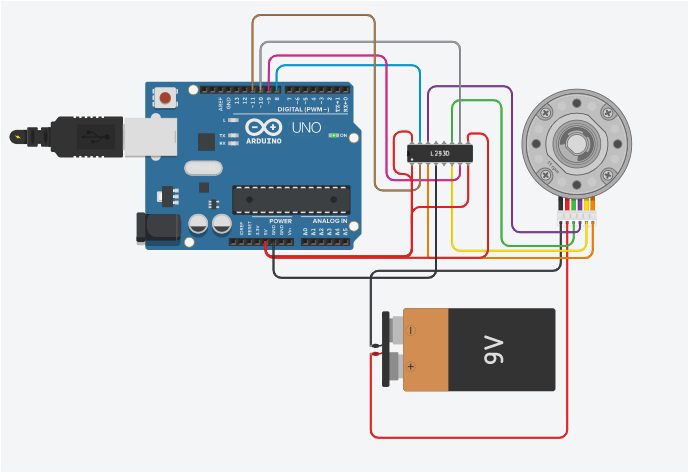 AREF
GND
13
12
~11
~10
~9
8
7
~6
~5
4
~3
2
TX→1
RX←0
DIGITAL (PWM~)
L
TX
RX
UNO
ON
ARDUINO
L293D
POWER
ANALOG IN
RESET
3.3V
5V
GND
GND
Vin
A0
A1
A2
A3
A4
A5
9V
-
+